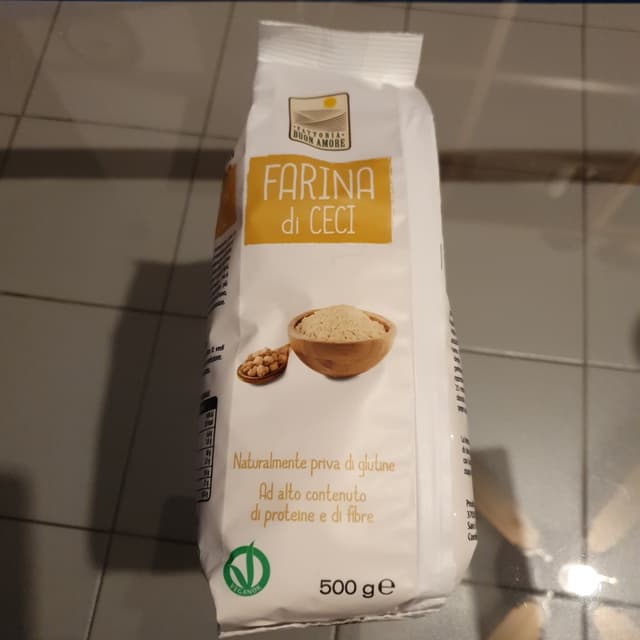 FATTORIA
BUON AMORE
FARINA
di CECI
Naturalmente priva di glutine
Ad alto contenuto
di proteine e di fibre
VEGANOK
500 g e